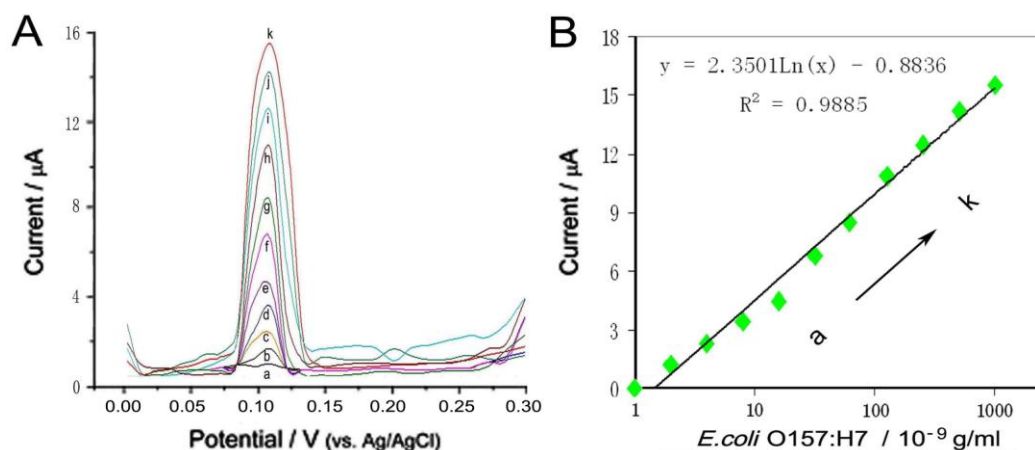 A
Current / μA
16
12
8
4
0
k
j
i
h
g
f
e
d
c
b
a
0.00 0.05 0.10 0.15 0.20 0.25 0.30
Potential / V (vs. Ag/AgCl)
B
Current / μA
18
15
12
9
6
3
0
y = 2.3501Ln(x) - 0.8836
R² = 0.9885
k
a
1 10 100 1000
E.coli O157:H7 / 10⁻⁹ g/ml